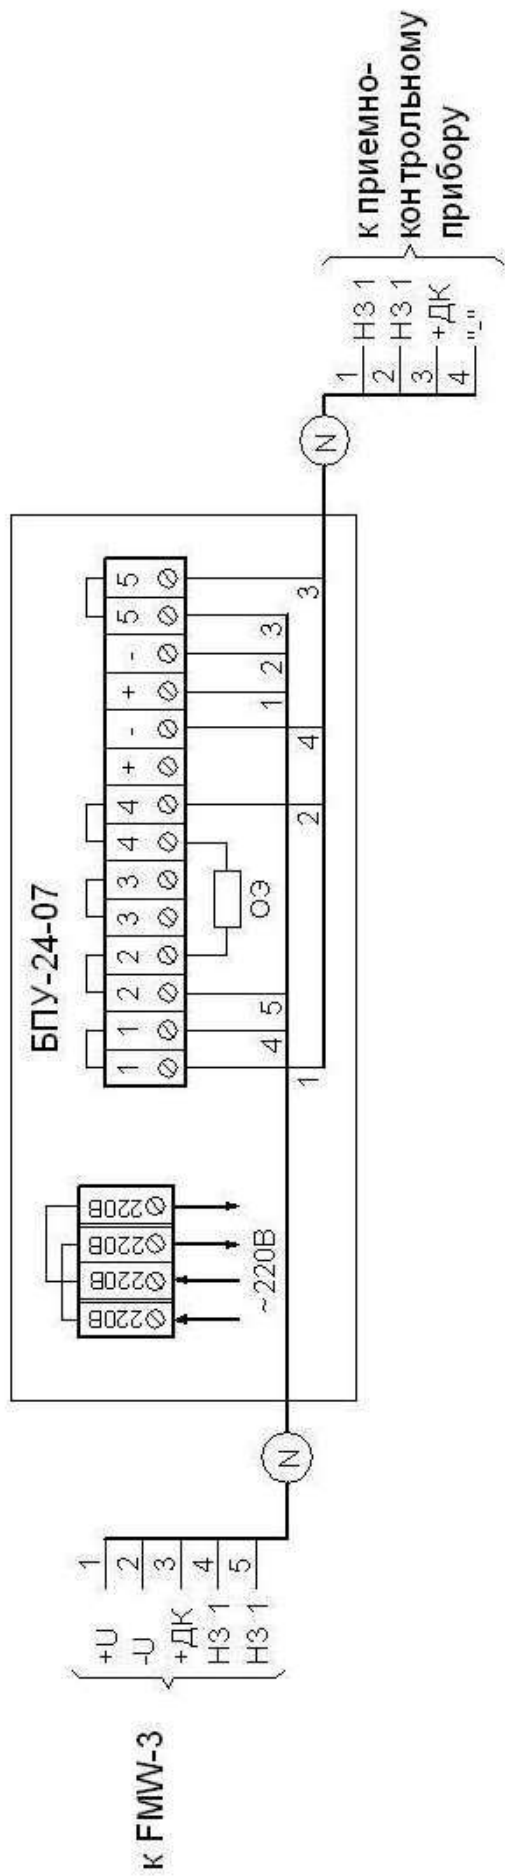 к FMW-3
+U 1
-U 2
+ДК 3
НЗ 1 4
НЗ 1 5
N
БПУ-24-07
220В 220В 220В 220В
~220В
1 1 2 2 3 3 4 4 + - + - 5 5
ОЭ
4 5 1 2 3
1 2 4 3
N
1 НЗ 1
2 НЗ 1
3 +ДК
4 "-"
к приемно-
контрольному
прибору